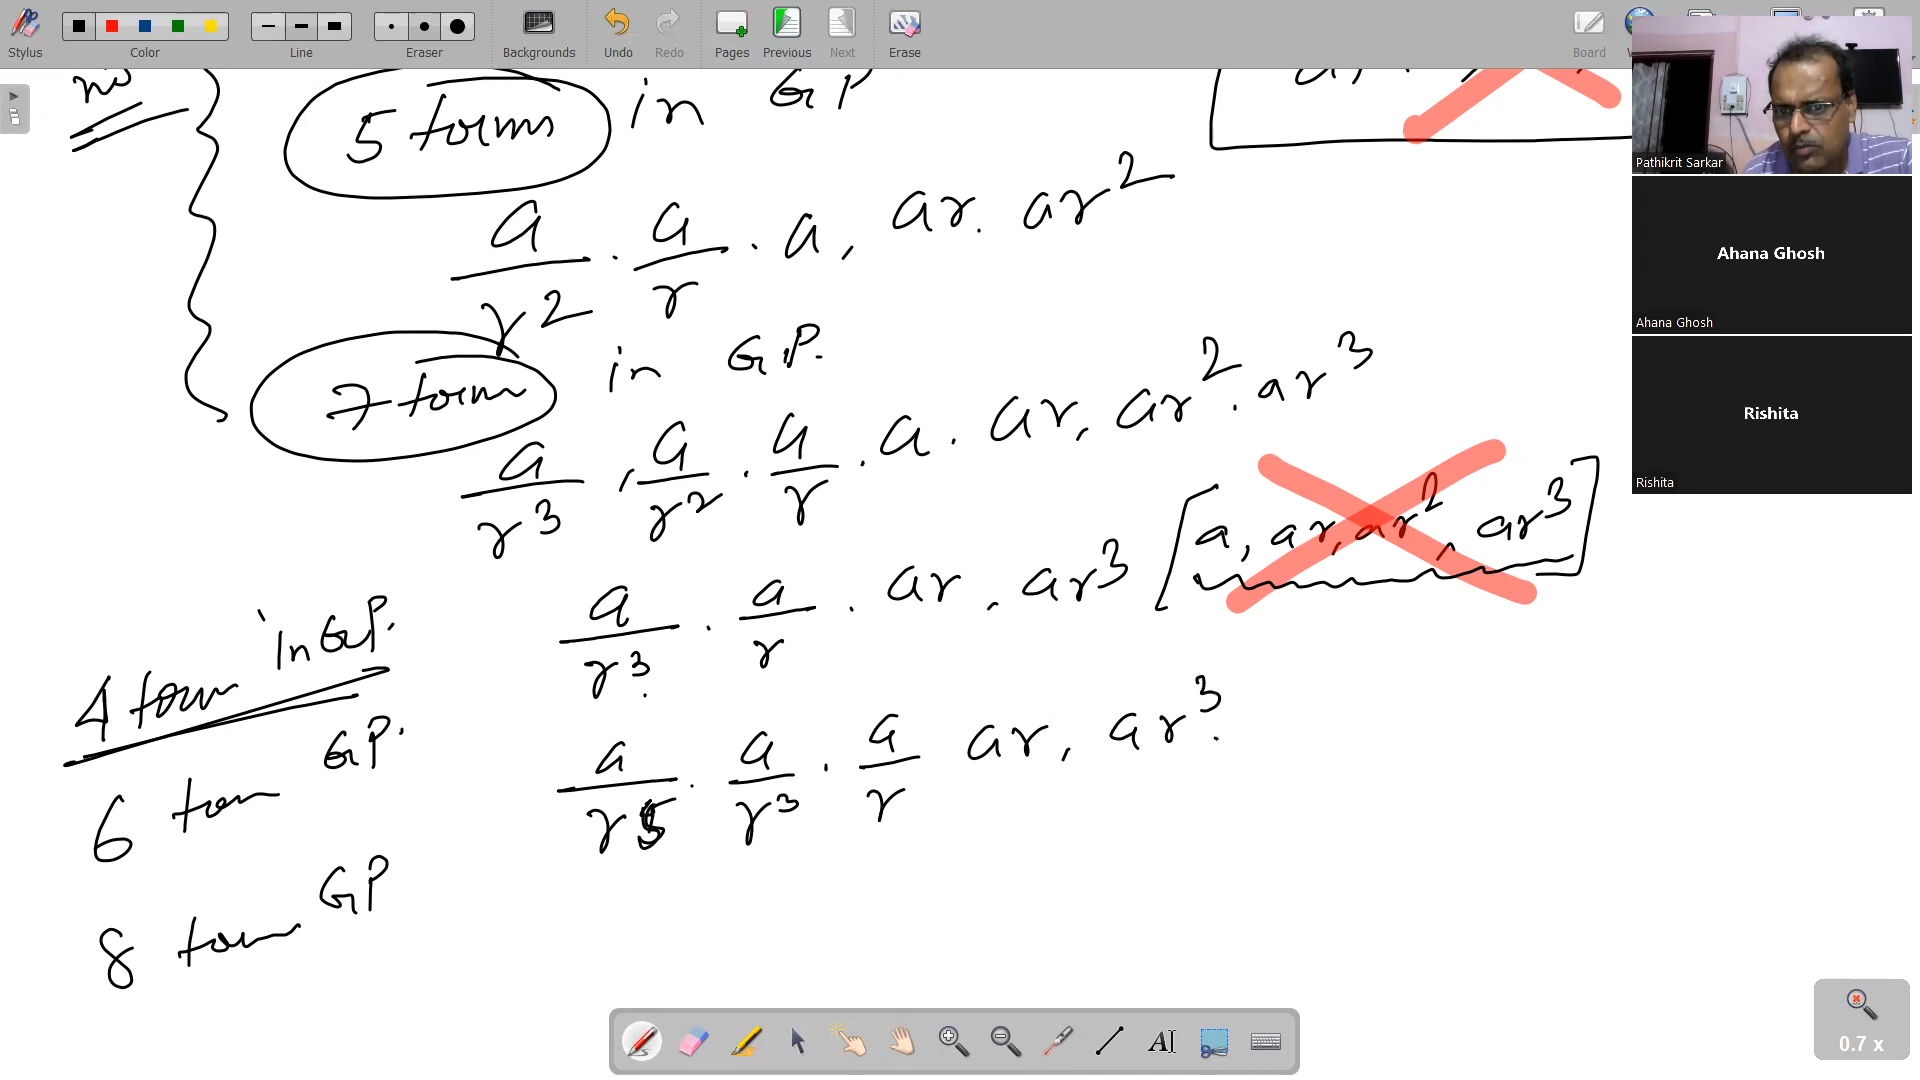 Stylus Color Line Eraser Backgrounds Undo Redo Pages Previous Next Erase Board
no
5 terms in GP
a/r², a/r, a, ar, ar²
7 term in G.P.
a/r³, a/r², a/r, a, ar, ar², ar³
4 term in G.P. a/r³, a/r, ar, ar³ [a, ar, ar², ar³]
6 term GP. a/r5, a/r³, a/r ar, ar³
8 term GP
Pathikrit Sarkar
Ahana Ghosh
Ahana Ghosh
Rishita
Rishita
0.7 x